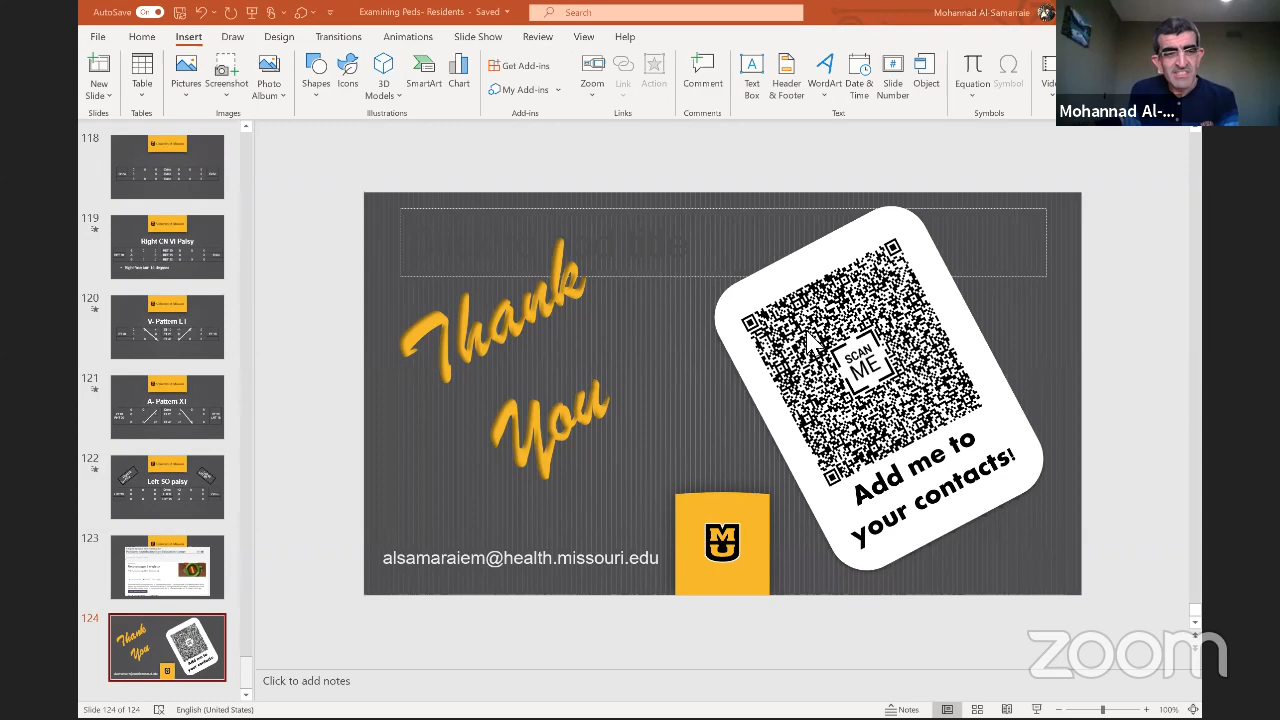 AutoSave On Examining Peds- Residents - Saved Search Mohannad Al-Samaraie
File Home Insert Draw Design Transitions Animations Slide Show Review View Help
New Slide Table Pictures Screenshot Photo Album Shapes Icons 3D Models SmartArt Chart Get Add-ins My Add-ins Zoom Link Action Comment Text Box Header & Footer WordArt Date & Time Slide Number Object Equation Symbol
Slides Tables Images Illustrations Add-ins Links Comments Text Symbols
Mohannad Al-...
118
119
Right CN VI Palsy
120
V- Pattern
121
A- Pattern XT
122
Left SO palsy
123
124
Thank
You
SCAN
ME
Add me to
your contacts!
MU
alsamaraiem@health.missouri.edu
Click to add notes
zoom
Slide 124 of 124 English (United States) Notes 100%